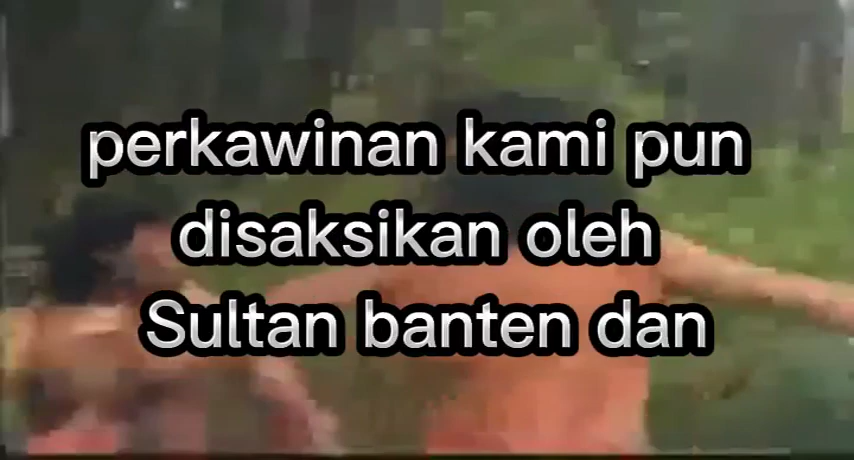 perkawinan kami pun
disaksikan oleh
Sultan banten dan